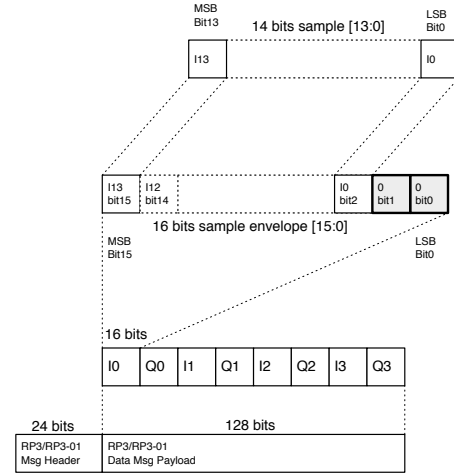 MSB
Bit13
14 bits sample [13:0]
LSB
Bit0
I13
I0
I13
bit15
I12
bit14
I0
bit2
0
bit1
0
bit0
16 bits sample envelope [15:0]
MSB
Bit15
LSB
Bit0
16 bits
I0 Q0 I1 Q1 I2 Q2 I3 Q3
24 bits
128 bits
RP3/RP3-01
Msg Header
RP3/RP3-01
Data Msg Payload